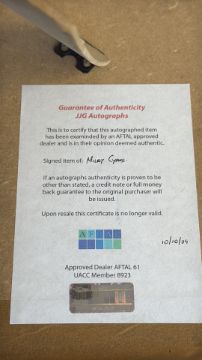 Guarantee of Authenticity
JJG Autographs
This is to certify that this autographed item
has been examinded by an AFTAL approved
dealer and is in their opinion deemed authentic.
Signed item of:
If an autographs authenticity is proven to be
other than stated, a credit note or full money
back guarantee to the original purchaser will
be issued.
Upon resale this certificate is no longer valid.
AFTAL
10/10/09
Approved Dealer AFTAL 61
UACC Member 8923